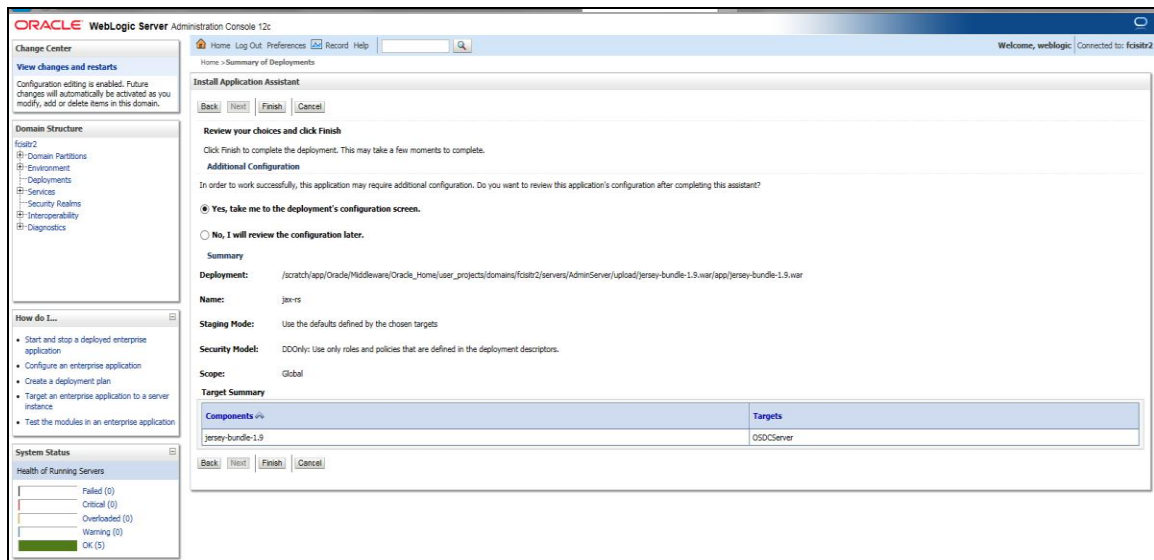 ORACLE WebLogic Server Administration Console 12c
Change Center
View changes and restarts
Configuration editing is enabled. Future
changes will automatically be activated as you
modify, add or delete items in this domain.
Domain Structure
fcisitr2
Domain Partitions
Environment
Deployments
Services
Security Realms
Interoperability
Diagnostics
How do I...
Start and stop a deployed enterprise
application
Configure an enterprise application
Create a deployment plan
Target an enterprise application to a server
instance
Test the modules in an enterprise application
System Status
Health of Running Servers
Failed (0)
Critical (0)
Overloaded (0)
Warning (0)
OK (5)
Home Log Out Preferences Record Help
Welcome, weblogic Connected to: fcisitr2
Home >Summary of Deployments
Install Application Assistant
Back Next Finish Cancel
Review your choices and click Finish
Click Finish to complete the deployment. This may take a few moments to complete.
Additional Configuration
In order to work successfully, this application may require additional configuration. Do you want to review this application's configuration after completing this assistant?
Yes, take me to the deployment's configuration screen.
No, I will review the configuration later.
Summary
Deployment: /scratch/app/Oracle/Middleware/Oracle_Home/user_projects/domains/fcisitr2/servers/AdminServer/upload/jersey-bundle-1.9.war/app/jersey-bundle-1.9.war
Name: jax-rs
Staging Mode: Use the defaults defined by the chosen targets
Security Model: DDOnly: Use only roles and policies that are defined in the deployment descriptors.
Scope: Global
Target Summary
Components Targets
jersey-bundle-1.9 OSDCServer
Back Next Finish Cancel